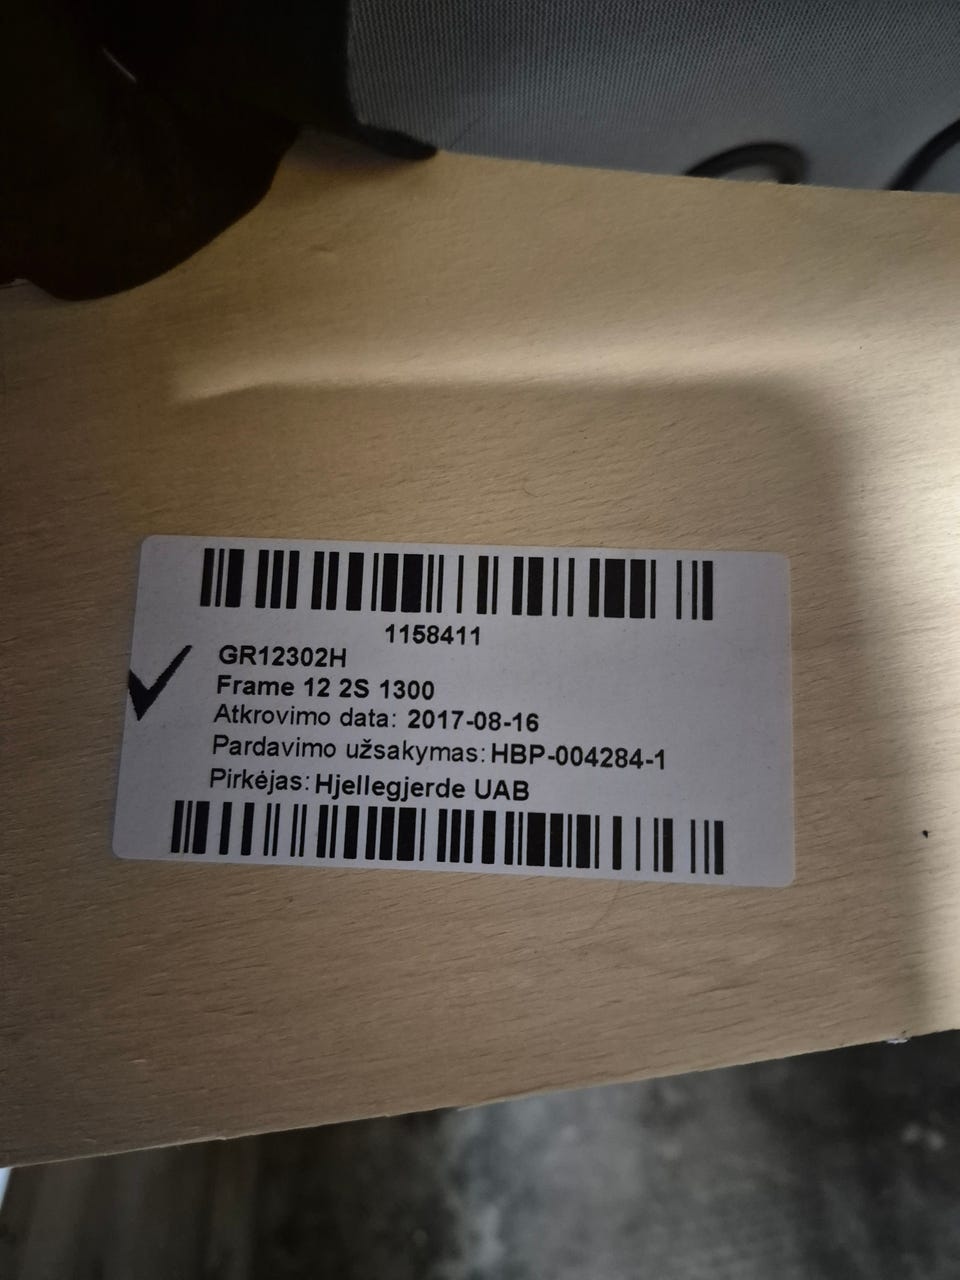 1158411
GR12302H
Frame 12 2S 1300
Atkrovimo data: 2017-08-16
Pardavimo užsakymas: HBP-004284-1
Pirkėjas: Hjellegjerde UAB